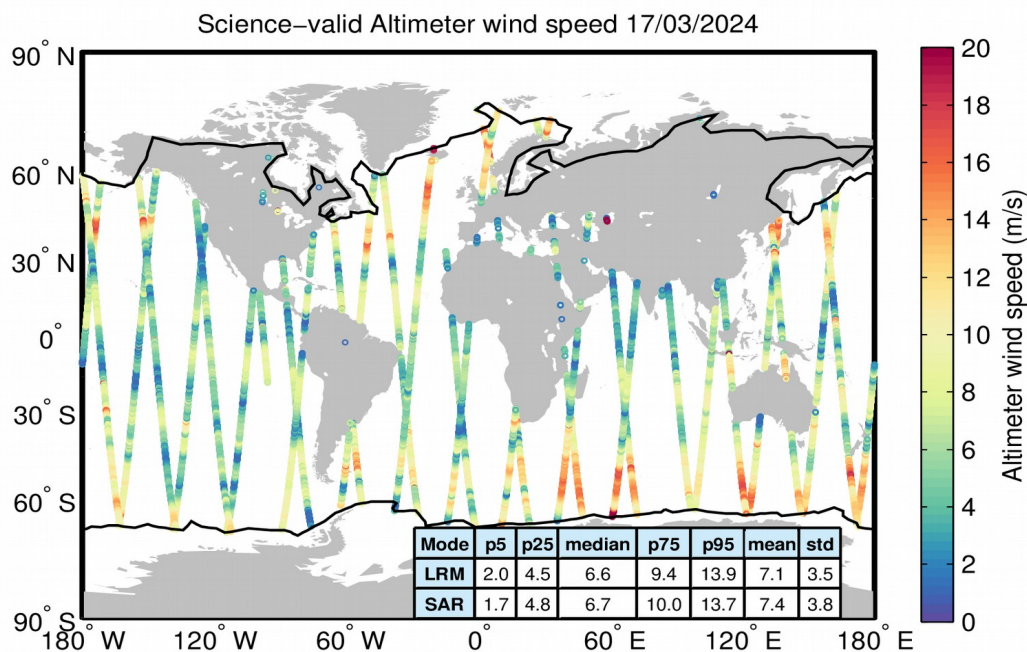 Science−valid Altimeter wind speed 17/03/2024
90° N
60° N
30° N
0°
30° S
60° S
90° S
180° W
120° W
60° W
0°
60° E
120° E
180° E
20
18
16
14
12
10
8
6
4
2
0
Altimeter wind speed (m/s)
Mode p5 p25 median p75 p95 mean std
LRM 2.0 4.5 6.6 9.4 13.9 7.1 3.5
SAR 1.7 4.8 6.7 10.0 13.7 7.4 3.8